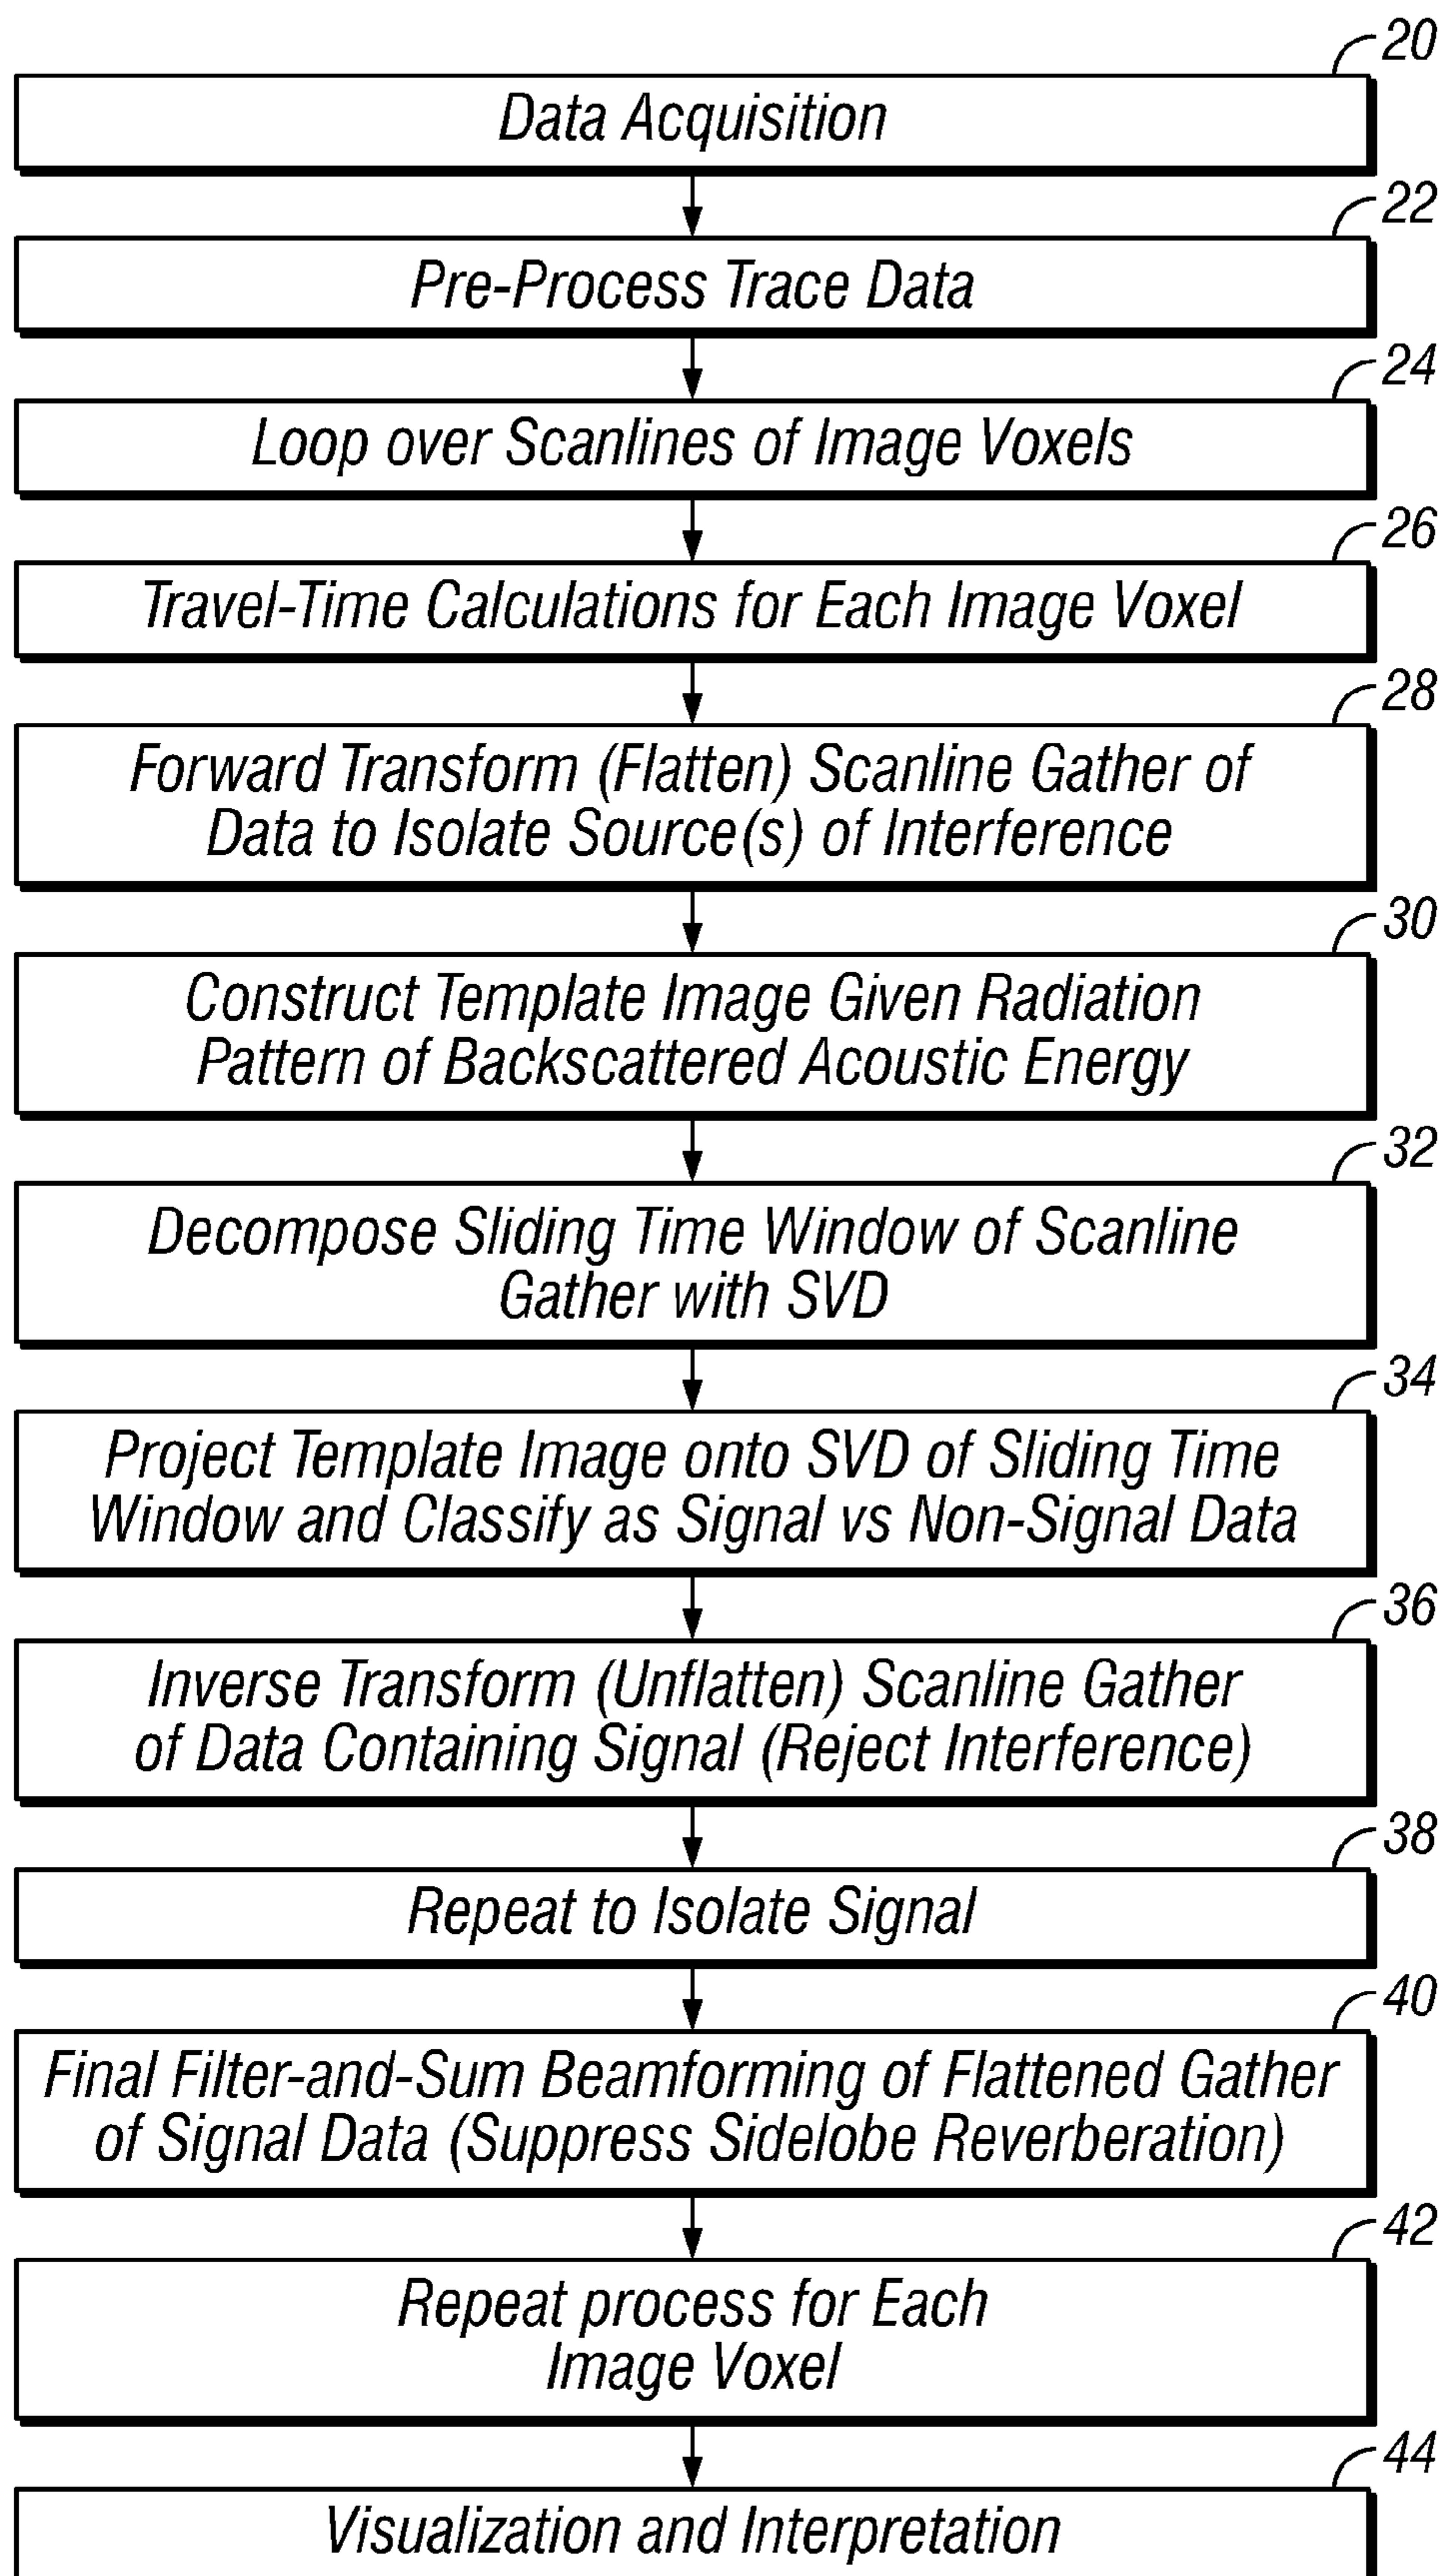 20
Data Acquisition
22
Pre-Process Trace Data
24
Loop over Scanlines of Image Voxels
26
Travel-Time Calculations for Each Image Voxel
28
Forward Transform (Flatten) Scanline Gather of
Data to Isolate Source(s) of Interference
30
Construct Template Image Given Radiation
Pattern of Backscattered Acoustic Energy
32
Decompose Sliding Time Window of Scanline
Gather with SVD
34
Project Template Image onto SVD of Sliding Time
Window and Classify as Signal vs Non-Signal Data
36
Inverse Transform (Unflatten) Scanline Gather
of Data Containing Signal (Reject Interference)
38
Repeat to Isolate Signal
40
Final Filter-and-Sum Beamforming of Flattened Gather
of Signal Data (Suppress Sidelobe Reverberation)
42
Repeat process for Each
Image Voxel
44
Visualization and Interpretation